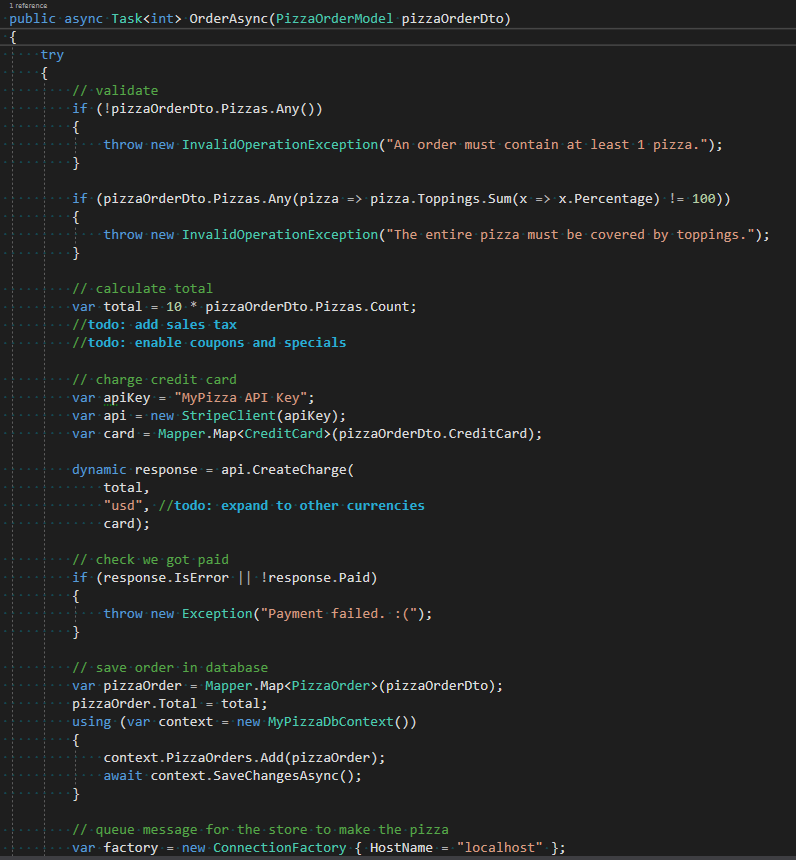 1 reference
public async Task<int> OrderAsync(PizzaOrderModel pizzaOrderDto)
{
    try
    {
        // validate
        if (!pizzaOrderDto.Pizzas.Any())
        {
            throw new InvalidOperationException("An order must contain at least 1 pizza.");
        }

        if (pizzaOrderDto.Pizzas.Any(pizza => pizza.Toppings.Sum(x => x.Percentage) != 100))
        {
            throw new InvalidOperationException("The entire pizza must be covered by toppings.");
        }

        // calculate total
        var total = 10 * pizzaOrderDto.Pizzas.Count;
        //todo: add sales tax
        //todo: enable coupons and specials

        // charge credit card
        var apiKey = "MyPizza API Key";
        var api = new StripeClient(apiKey);
        var card = Mapper.Map<CreditCard>(pizzaOrderDto.CreditCard);

        dynamic response = api.CreateCharge(
            total,
            "usd", //todo: expand to other currencies
            card);

        // check we got paid
        if (response.IsError || !response.Paid)
        {
            throw new Exception("Payment failed. :(");
        }

        // save order in database
        var pizzaOrder = Mapper.Map<PizzaOrder>(pizzaOrderDto);
        pizzaOrder.Total = total;
        using (var context = new MyPizzaDbContext())
        {
            context.PizzaOrders.Add(pizzaOrder);
            await context.SaveChangesAsync();
        }

        // queue message for the store to make the pizza
        var factory = new ConnectionFactory { HostName = "localhost" };